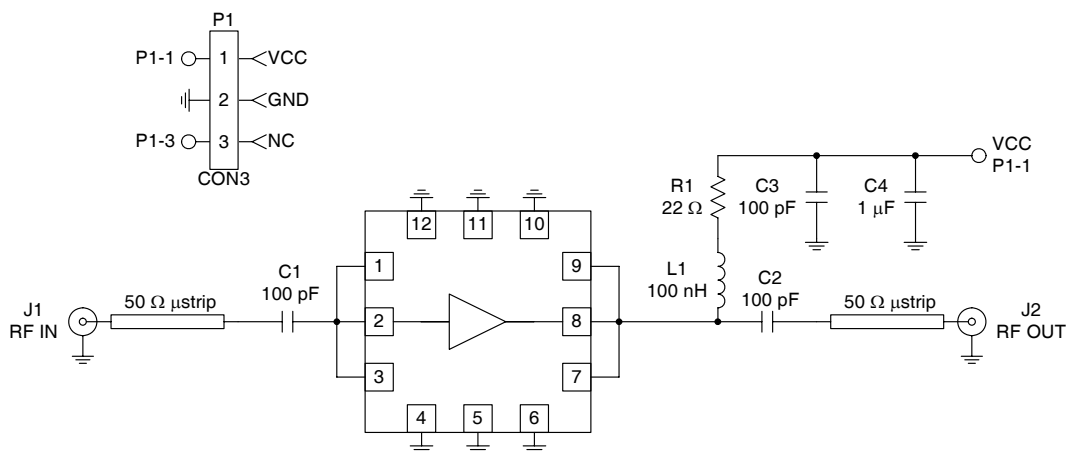 P1
P1-1
1
VCC
2
GND
P1-3
3
NC
CON3
VCC
P1-1
R1
22 Ω
C3
100 pF
C4
1 μF
12
11
10
1
9
L1
100 nH
C1
100 pF
C2
100 pF
J1
RF IN
50 Ω μstrip
2
8
50 Ω μstrip
J2
RF OUT
3
7
4
5
6